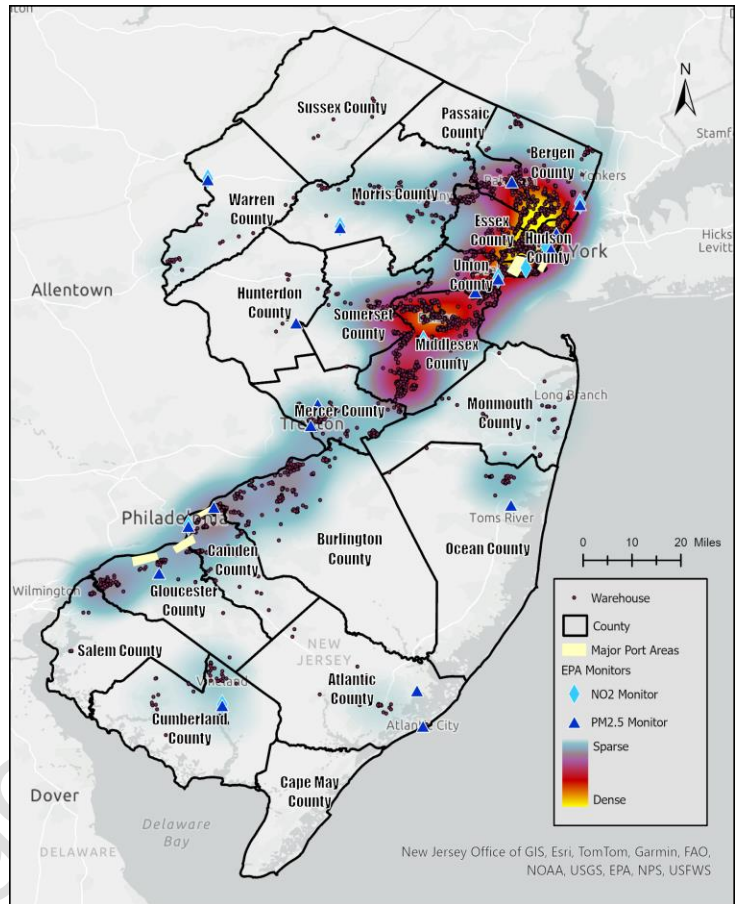 N
Sussex County
Passaic
County
Bergen
County
Stamf
Yonkers
Warren
County
Morris County
Essex
County
Hudson
County
York
Hicks
Levitt
Union
County
Allentown
Hunterdon
County
Somerset
County
Middlesex
County
Mercer County
Trenton
Monmouth
County
Long Branch
Philadelphia
Camden
County
Burlington
County
Ocean County
Toms River
Wilmington
Gloucester
County
Salem County
NEW
JERSEY
Vineland
Atlantic
County
Cumberland
County
Atlantic City
Cape May
County
Dover
Delaware
Bay
DELAWARE
0 10 20 Miles
Warehouse
County
Major Port Areas
EPA Monitors
NO2 Monitor
PM2.5 Monitor
Sparse
Dense
New Jersey Office of GIS, Esri, TomTom, Garmin, FAO,
NOAA, USGS, EPA, NPS, USFWS